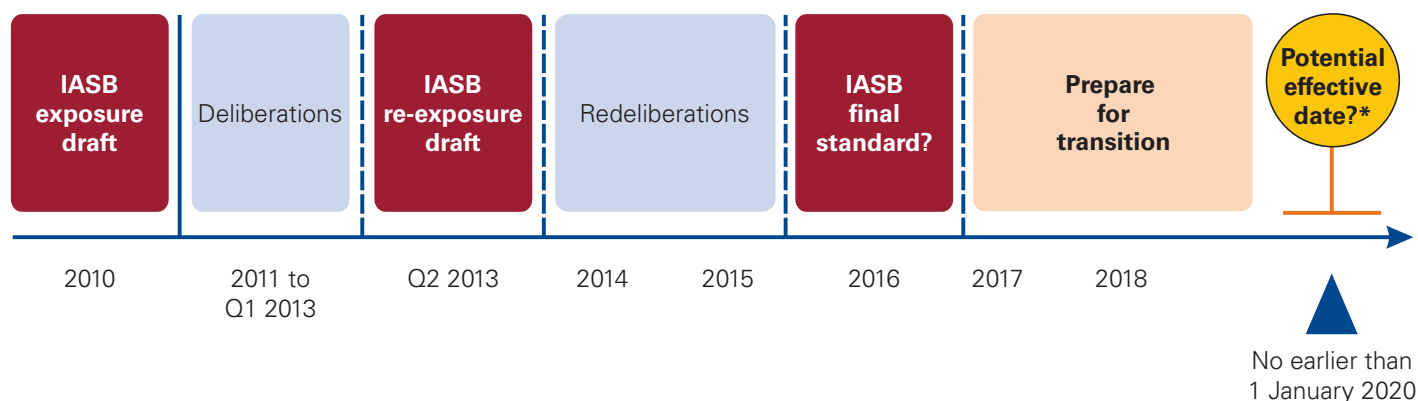 IASB
exposure
draft
Deliberations
IASB
re-exposure
draft
Redeliberations
IASB
final
standard?
Prepare
for
transition
Potential
effective
date?*
2010
2011 to
Q1 2013
Q2 2013
2014
2015
2016
2017
2018
No earlier than
1 January 2020